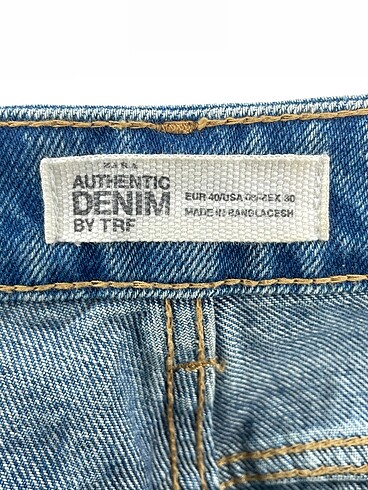 ZARA
AUTHENTIC
DENIM
BY TRF
EUR 40/USA 08/MEX 30
MADE IN BANGLADESH